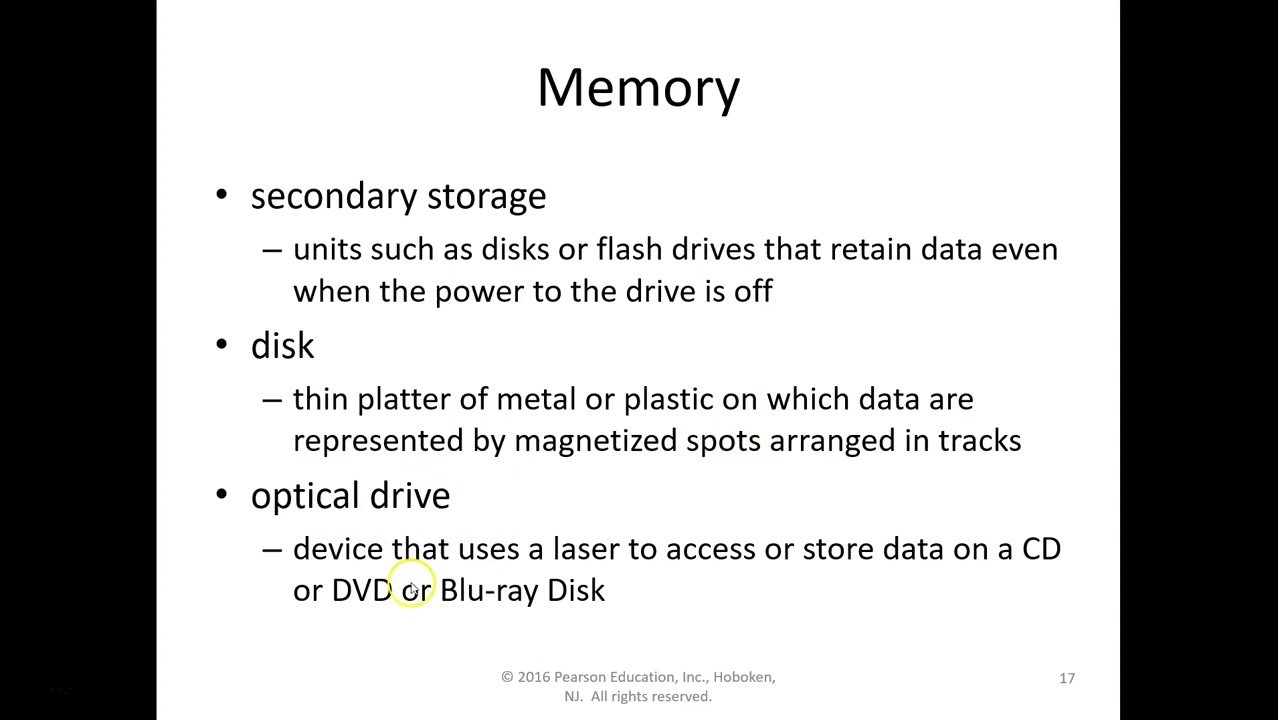 Memory
• secondary storage
– units such as disks or flash drives that retain data even
when the power to the drive is off
• disk
– thin platter of metal or plastic on which data are
represented by magnetized spots arranged in tracks
• optical drive
– device that uses a laser to access or store data on a CD
or DVD or Blu-ray Disk
© 2016 Pearson Education, Inc., Hoboken,
NJ. All rights reserved.
17